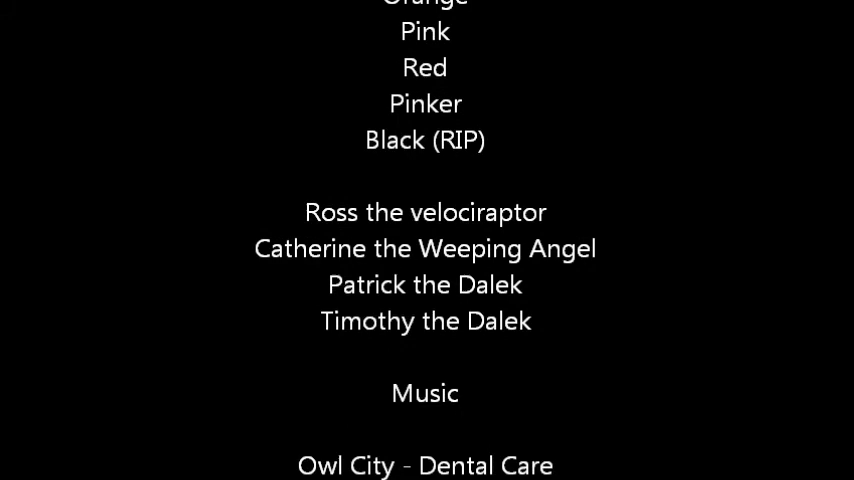 Orange
Pink
Red
Pinker
Black (RIP)
Ross the velociraptor
Catherine the Weeping Angel
Patrick the Dalek
Timothy the Dalek
Music
Owl City - Dental Care